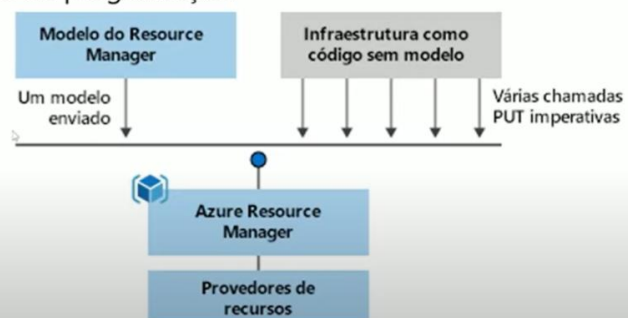 Modelo do Resource
Manager
Infraestrutura como
código sem modelo
Um modelo
enviado
Várias chamadas
PUT imperativas
Azure Resource
Manager
Provedores de
recursos